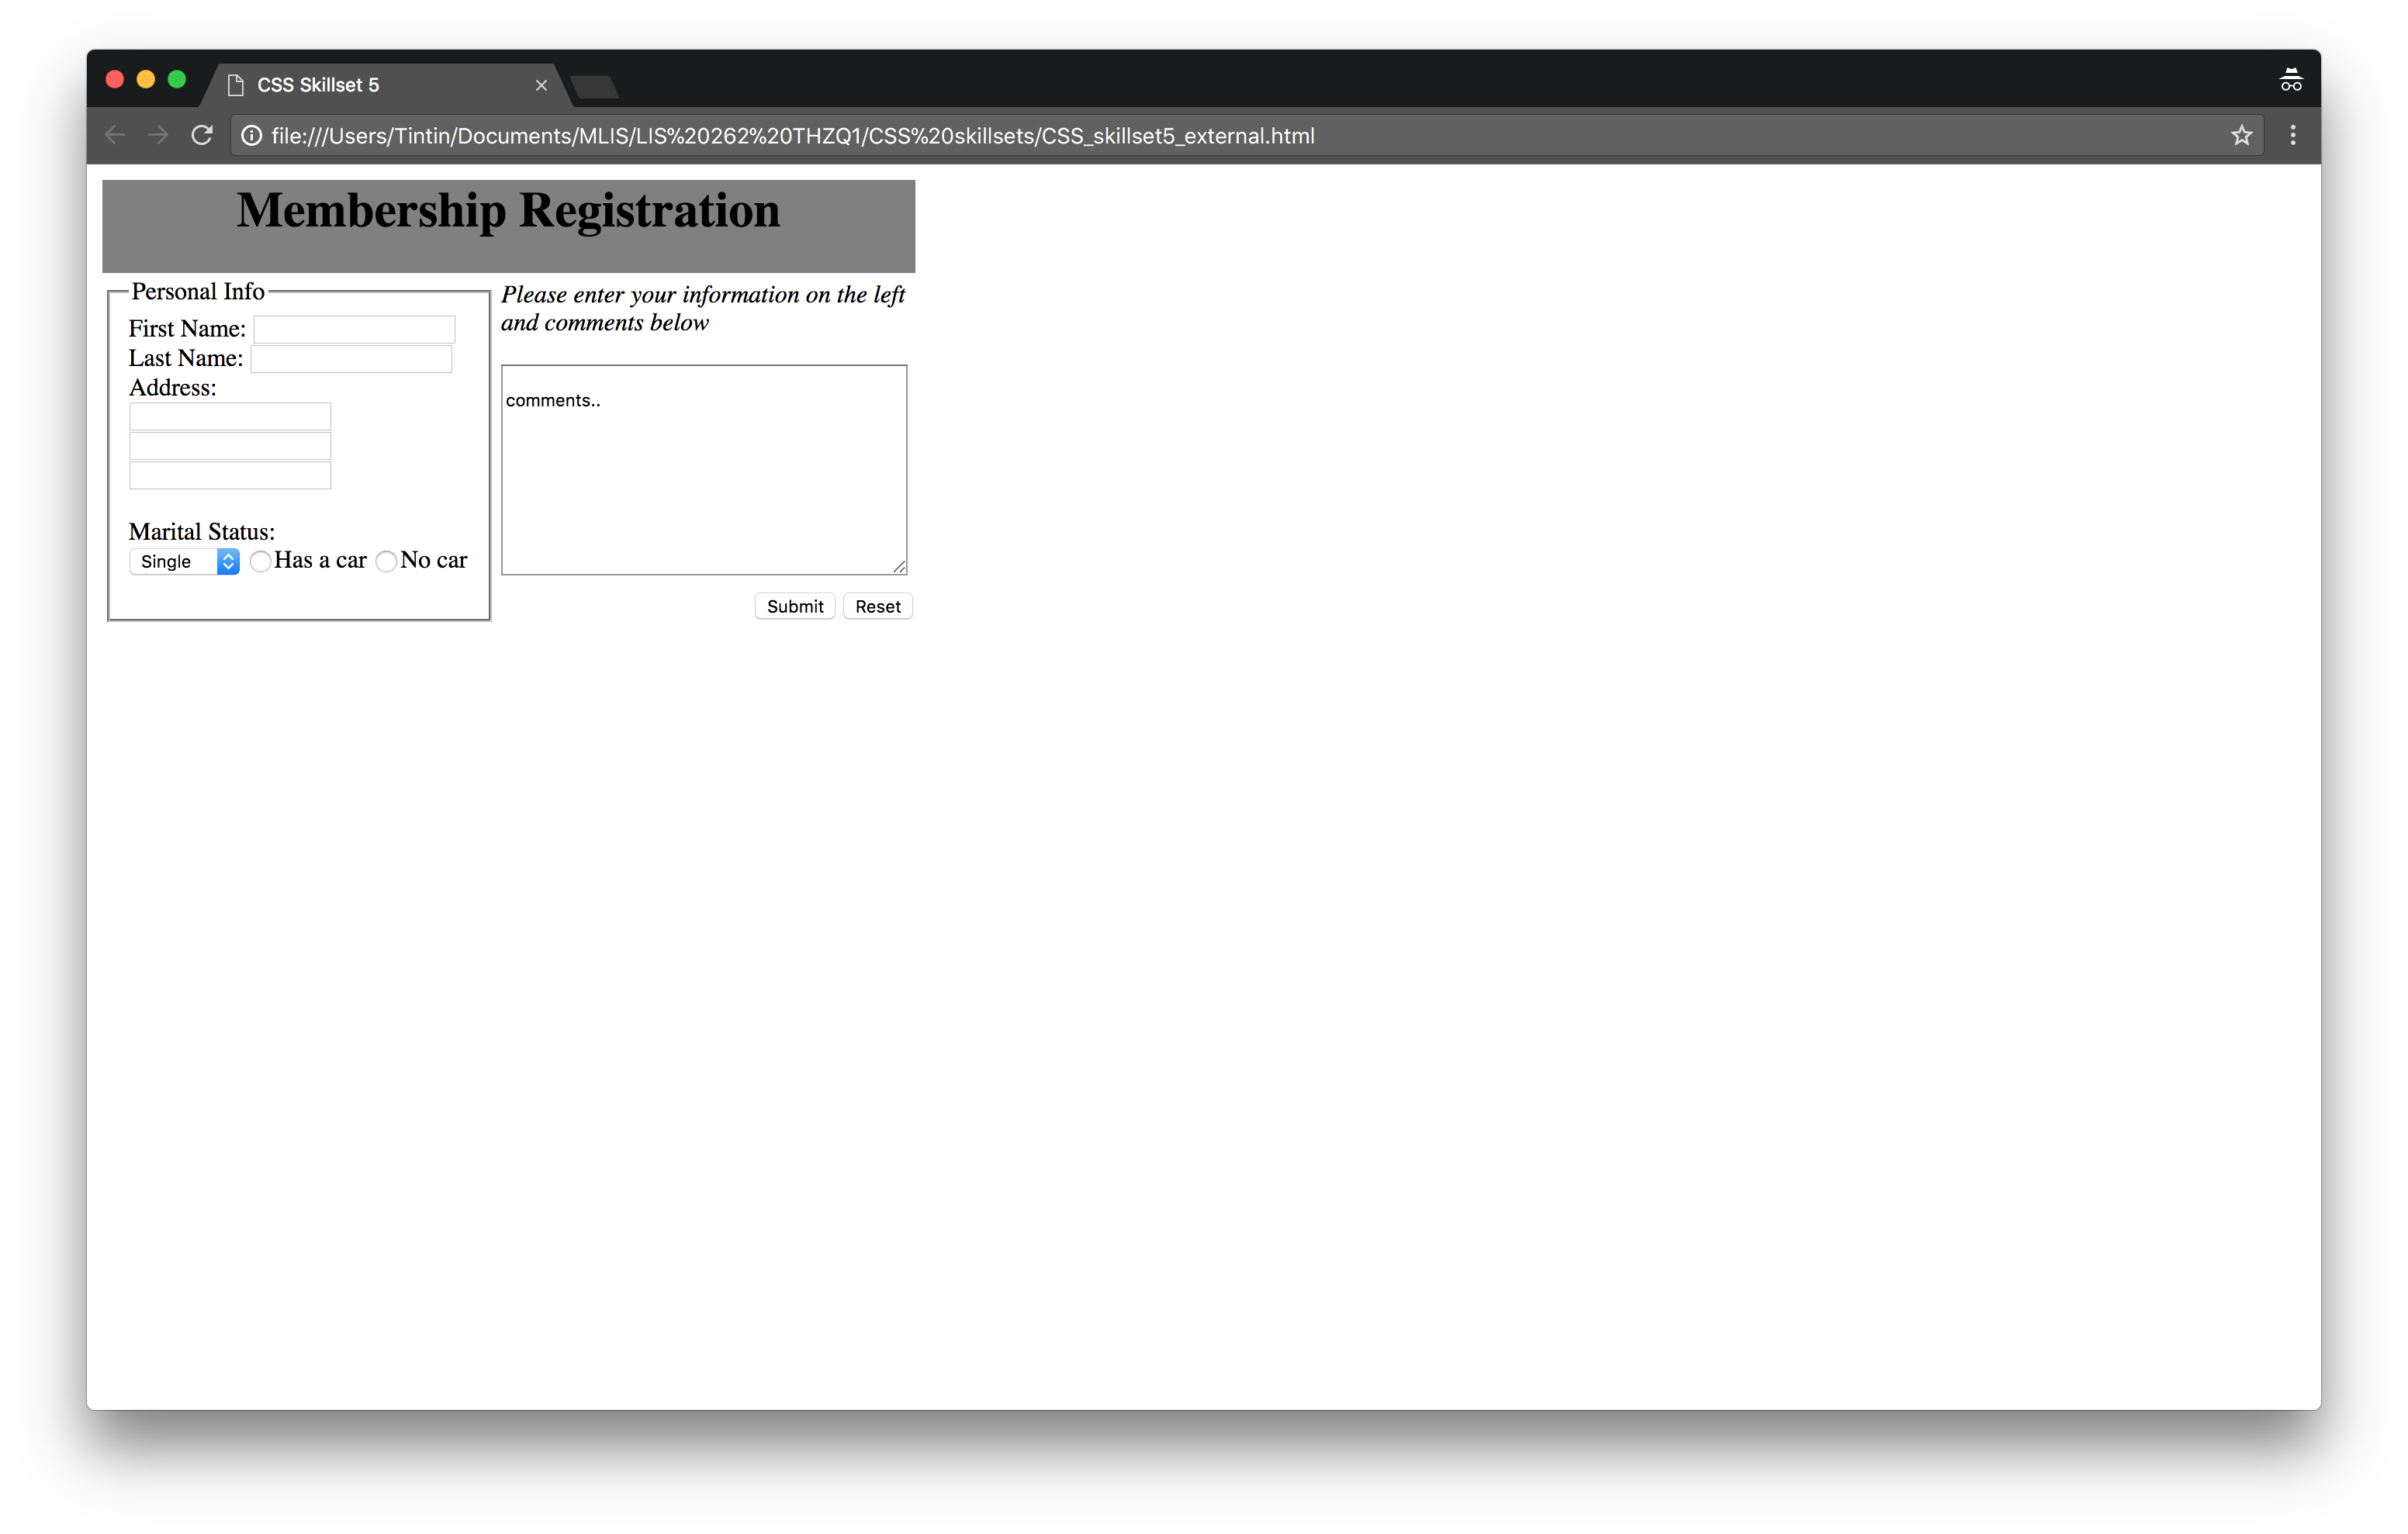 CSS Skillset 5
file:///Users/Tintin/Documents/MLIS/LIS%20262%20THZQ1/CSS%20skillsets/CSS_skillset5_external.html
Membership Registration
Personal Info
First Name:
Last Name:
Address:
Marital Status:
Single Has a car No car
Please enter your information on the left
and comments below
comments..
Submit Reset